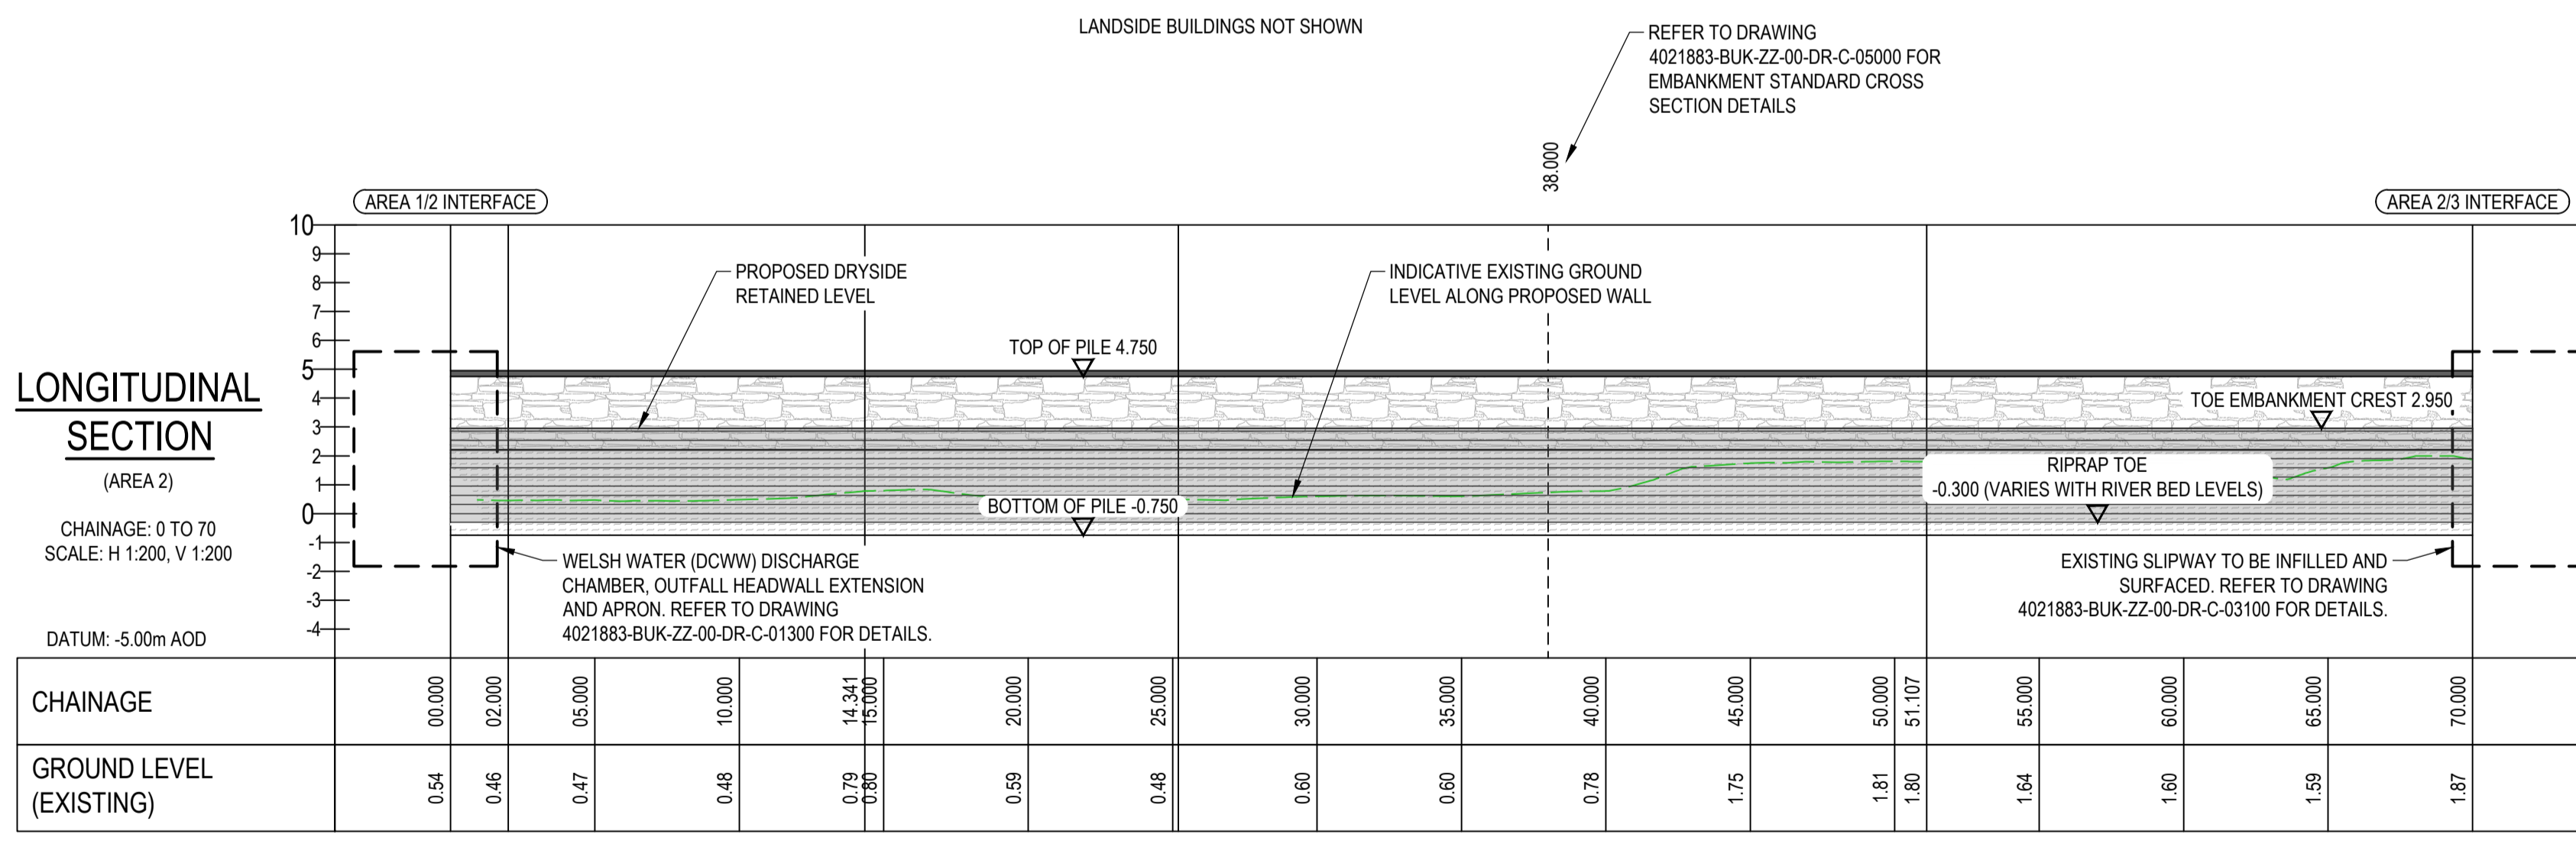 LANDSIDE BUILDINGS NOT SHOWN
REFER TO DRAWING
4021883-BUK-ZZ-00-DR-C-05000 FOR
EMBANKMENT STANDARD CROSS
SECTION DETAILS
38.000
AREA 1/2 INTERFACE
AREA 2/3 INTERFACE
10
9
8
7
6
5
4
3
2
1
0
-1
-2
-3
-4
PROPOSED DRYSIDE
RETAINED LEVEL
INDICATIVE EXISTING GROUND
LEVEL ALONG PROPOSED WALL
TOP OF PILE 4.750
LONGITUDINAL
SECTION
(AREA 2)
CHAINAGE: 0 TO 70
SCALE: H 1:200, V 1:200
DATUM: -5.00m AOD
TOE EMBANKMENT CREST 2.950
RIPRAP TOE
-0.300 (VARIES WITH RIVER BED LEVELS)
BOTTOM OF PILE -0.750
WELSH WATER (DCWW) DISCHARGE
CHAMBER, OUTFALL HEADWALL EXTENSION
AND APRON. REFER TO DRAWING
4021883-BUK-ZZ-00-DR-C-01300 FOR DETAILS.
EXISTING SLIPWAY TO BE INFILLED AND
SURFACED. REFER TO DRAWING
4021883-BUK-ZZ-00-DR-C-03100 FOR DETAILS.
CHAINAGE
00.000
02.000
05.000
10.000
14.341
15.000
20.000
25.000
30.000
35.000
40.000
45.000
50.000
51.107
55.000
60.000
65.000
70.000
GROUND LEVEL
(EXISTING)
0.54
0.46
0.47
0.48
0.79
0.80
0.59
0.48
0.60
0.60
0.78
1.75
1.81
1.80
1.64
1.60
1.59
1.87